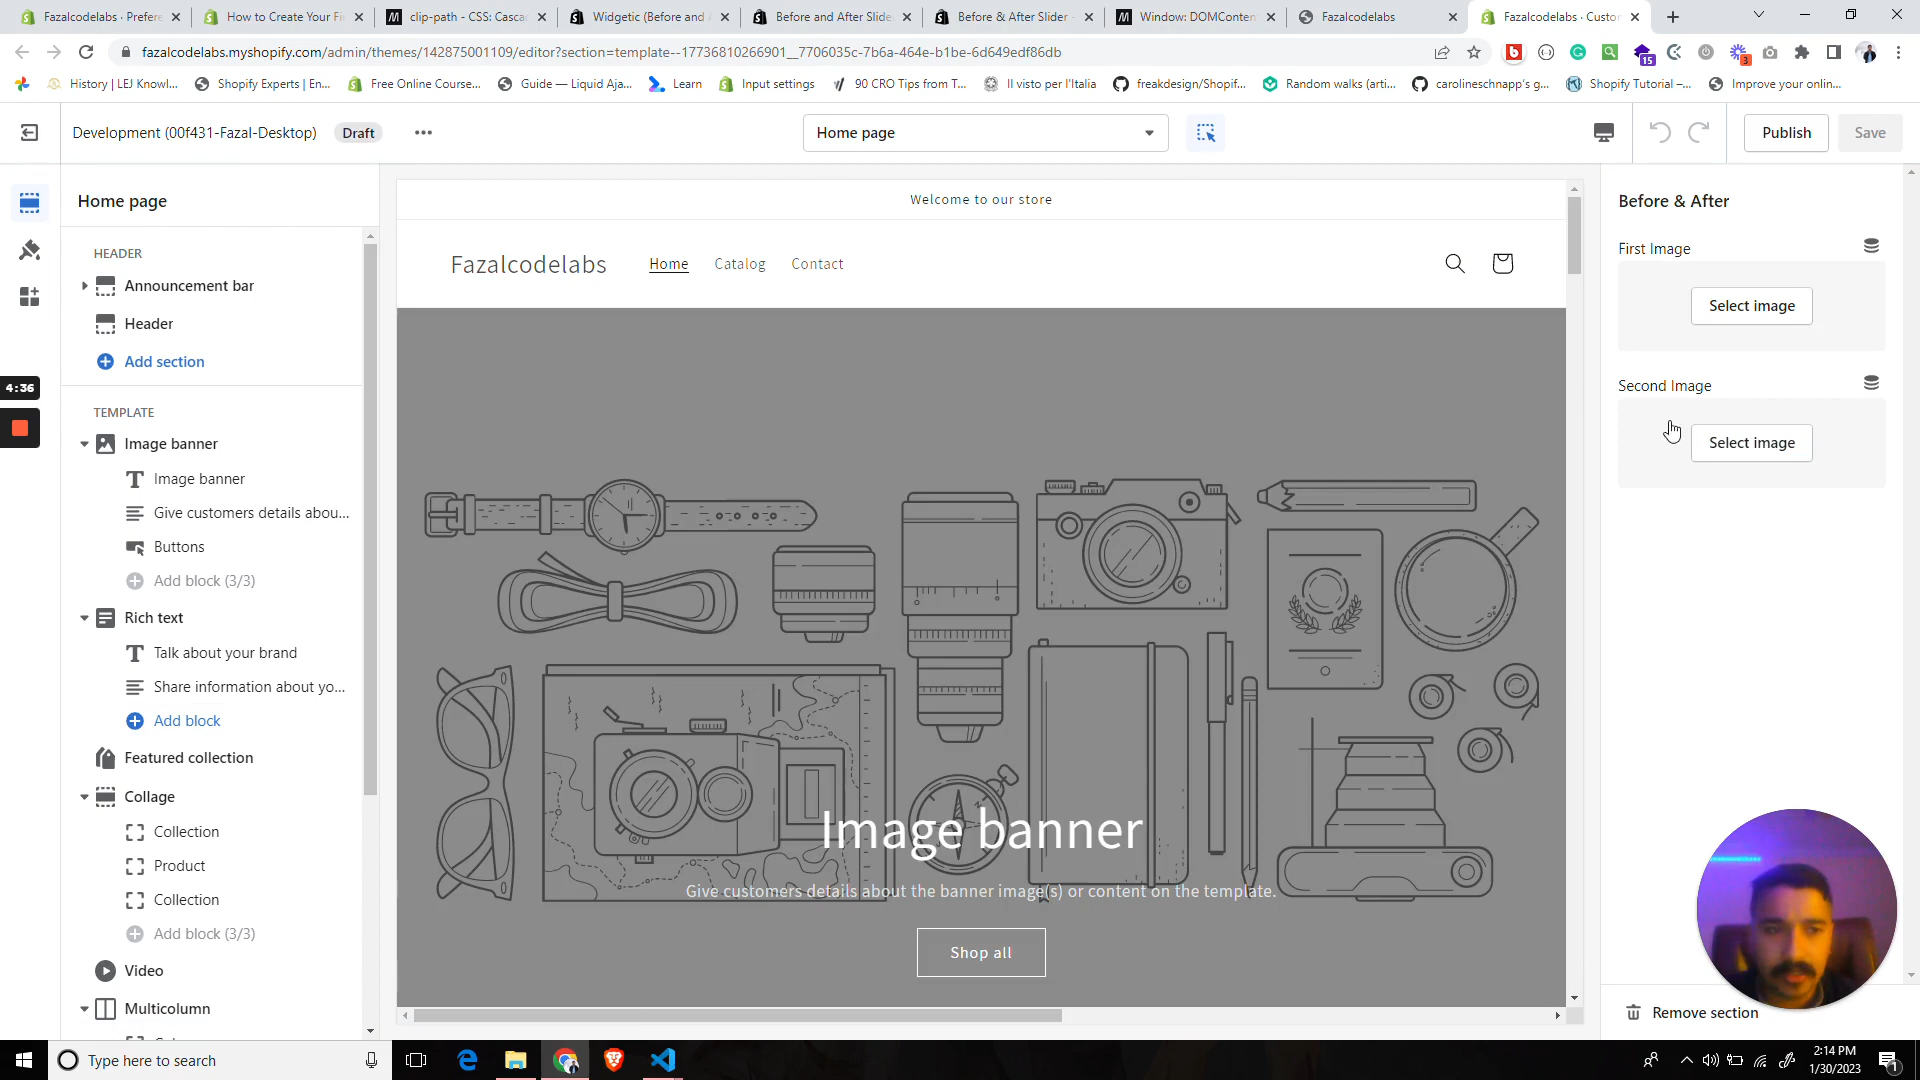 Fazalcodelabs · Prefere
How to Create Your Fi
clip-path - CSS: Casca
Widgetic (Before and
Before and After Slide
Before & After Slider -
Window: DOMConten
Fazalcodelabs
Fazalcodelabs · Custo
fazalcodelabs.myshopify.com/admin/themes/142875001109/editor?section=template--17736810266901__7706035c-7b6a-464e-b1be-6d649edf86db
15
3
History | LEJ Knowl...
Shopify Experts | En...
Free Online Course...
Guide — Liquid Aja...
Learn
Input settings
90 CRO Tips from T...
Il visto per l'Italia
freakdesign/Shopif...
Random walks (arti...
carolineschnapp's g...
Shopify Tutorial –...
Improve your onlin...
Development (00f431-Fazal-Desktop)
Draft
Home page
Publish
Save
Home page
HEADER
Announcement bar
Header
Add section
4:36
TEMPLATE
Image banner
Image banner
Give customers details abou...
Buttons
Add block (3/3)
Rich text
Talk about your brand
Share information about yo...
Add block
Featured collection
Collage
Collection
Product
Collection
Add block (3/3)
Video
Multicolumn
Welcome to our store
Fazalcodelabs
Home
Catalog
Contact
Image banner
Give customers details about the banner image(s) or content on the template.
Shop all
Before & After
First Image
Select image
Second Image
Select image
Remove section
Type here to search
2:14 PM
1/30/2023
1